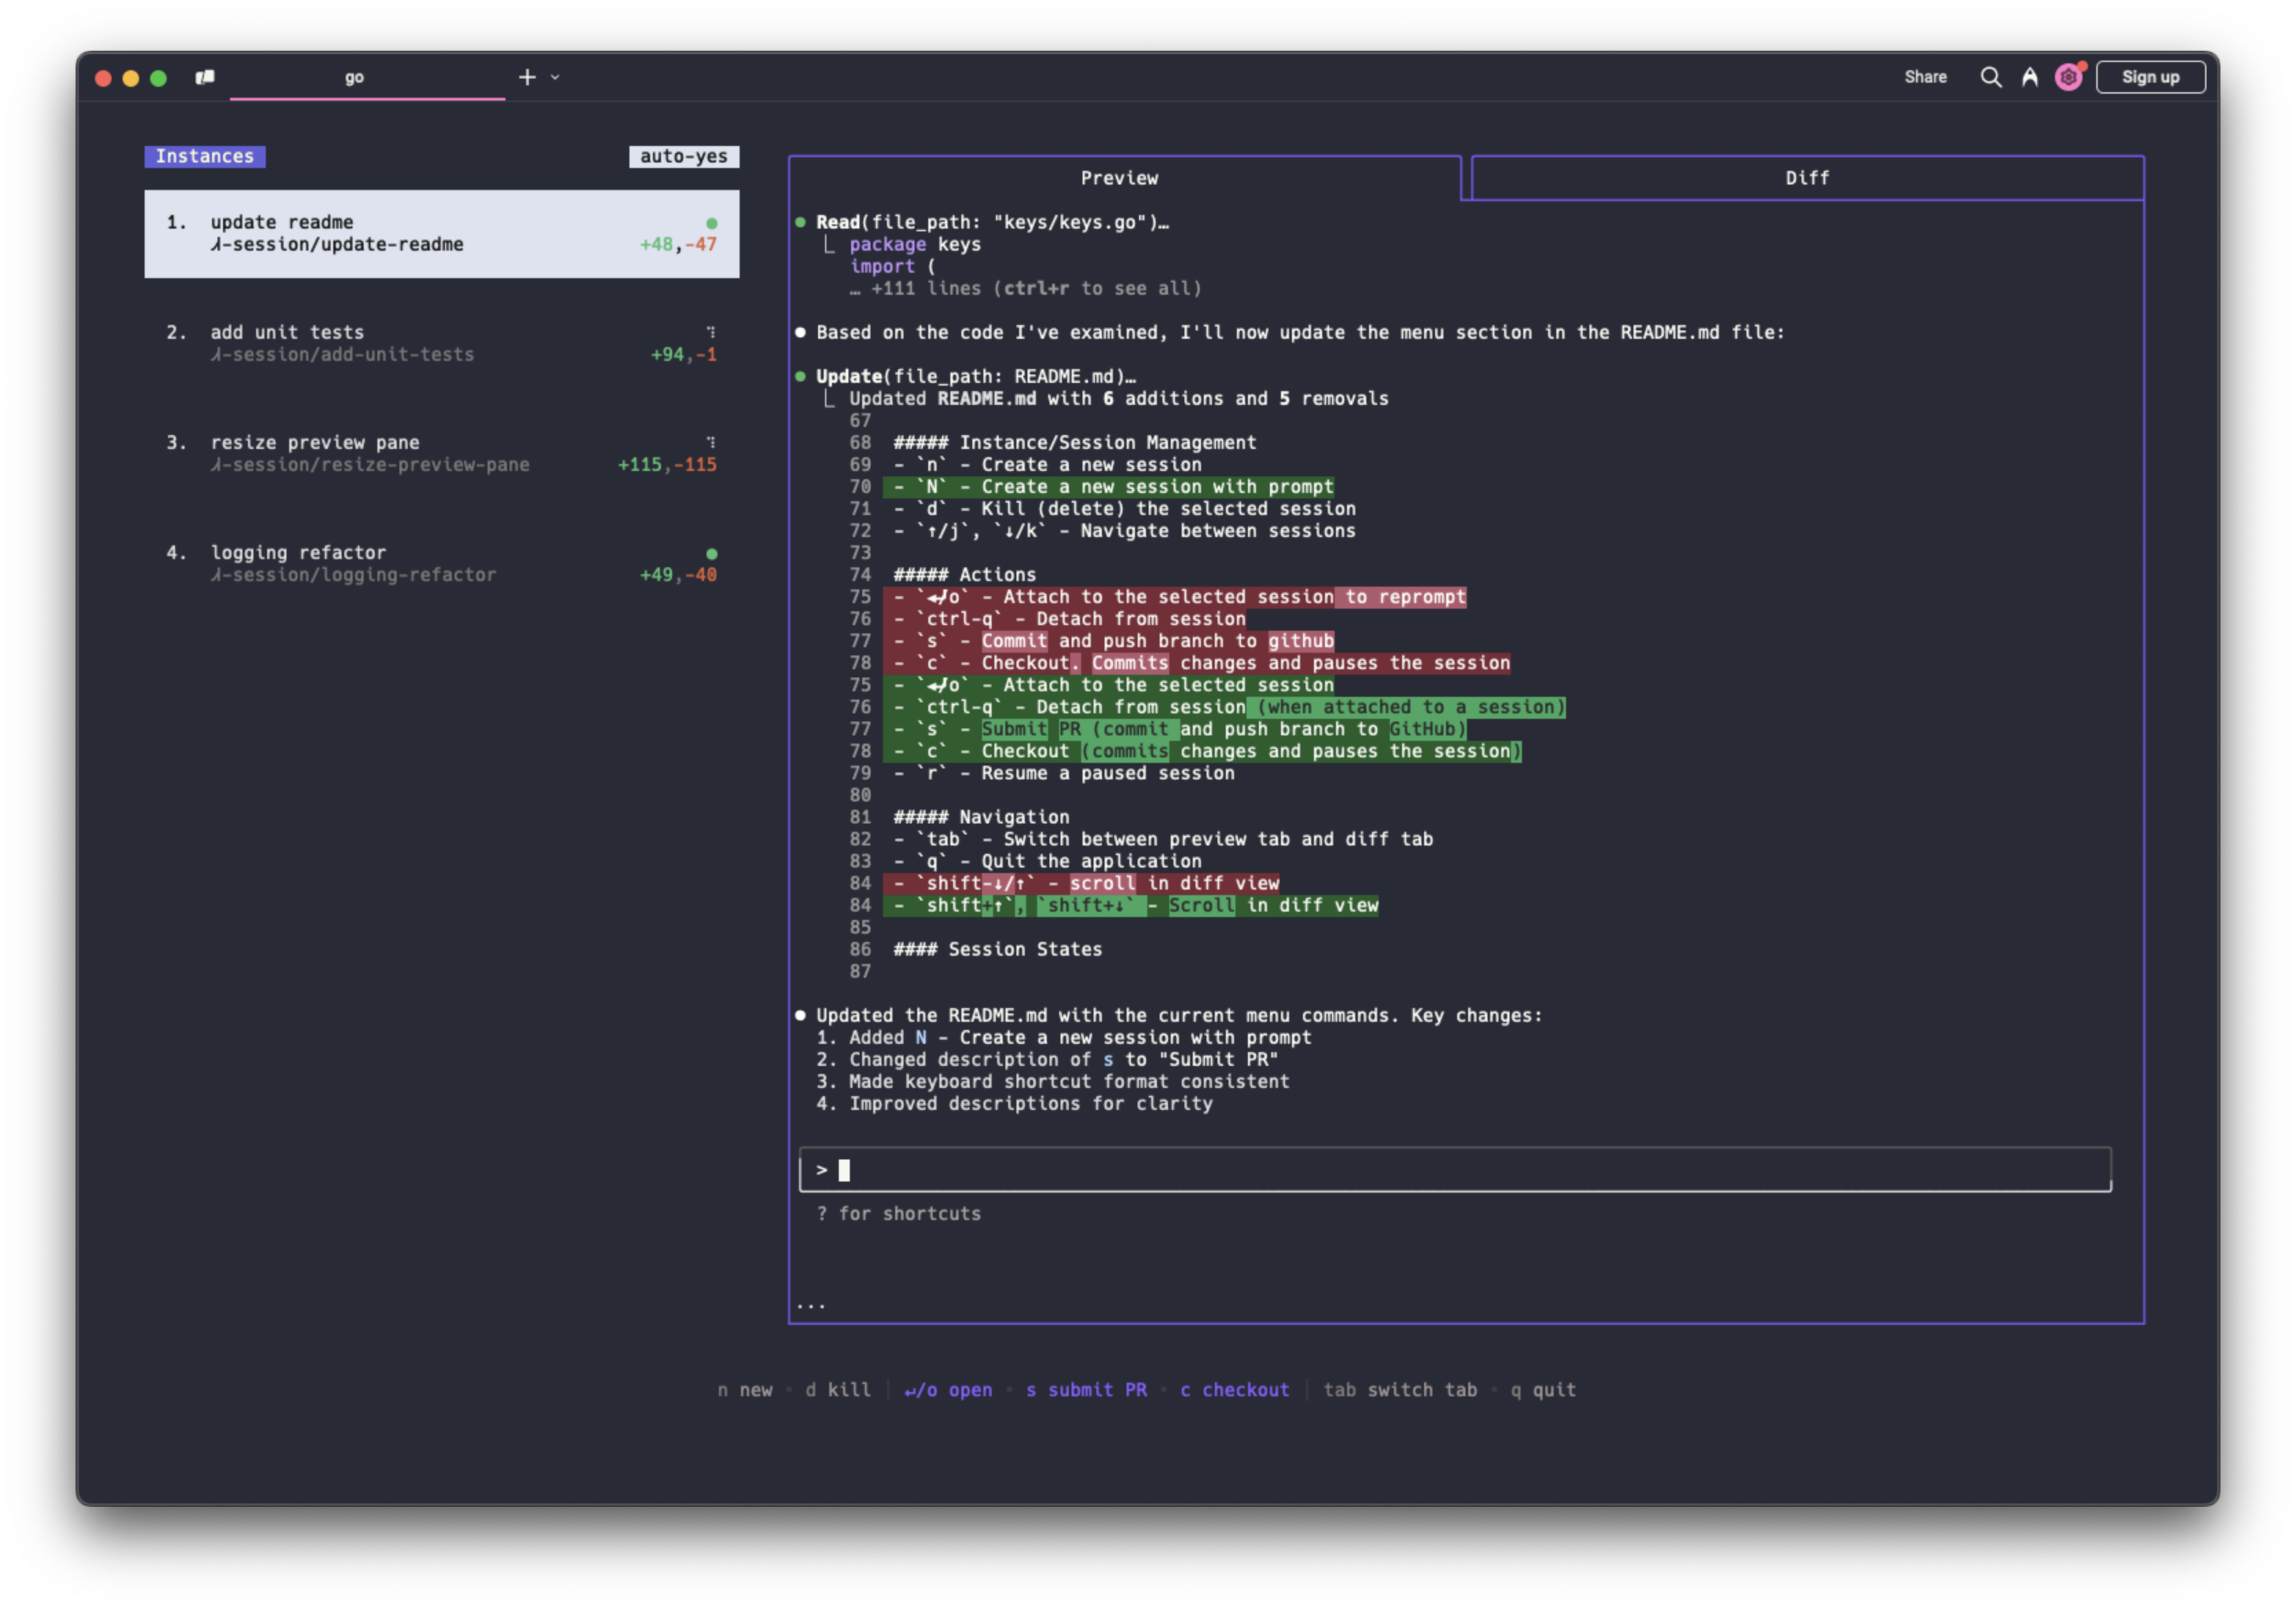 go
Share
Sign up
Instances auto-yes
1. update readme
⅄-session/update-readme +48,-47
2. add unit tests
⅄-session/add-unit-tests +94,-1
3. resize preview pane
⅄-session/resize-preview-pane +115,-115
4. logging refactor
⅄-session/logging-refactor +49,-40
Preview
Diff
Read(file_path: "keys/keys.go")…
package keys
import (
… +111 lines (ctrl+r to see all)
Based on the code I've examined, I'll now update the menu section in the README.md file:
Update(file_path: README.md)…
Updated README.md with 6 additions and 5 removals
67
68 ##### Instance/Session Management
69 - `n` - Create a new session
70 - `N` - Create a new session with prompt
71 - `d` - Kill (delete) the selected session
72 - `↑/j`, `↓/k` - Navigate between sessions
73
74 ##### Actions
75 - `↵/o` - Attach to the selected session to reprompt
76 - `ctrl-q` - Detach from session
77 - `s` - Commit and push branch to github
78 - `c` - Checkout. Commits changes and pauses the session
75 - `↵/o` - Attach to the selected session
76 - `ctrl-q` - Detach from session (when attached to a session)
77 - `s` - Submit PR (commit and push branch to GitHub)
78 - `c` - Checkout (commits changes and pauses the session)
79 - `r` - Resume a paused session
80
81 ##### Navigation
82 - `tab` - Switch between preview tab and diff tab
83 - `q` - Quit the application
84 - `shift-↓/↑` - scroll in diff view
84 - `shift+↑`, `shift+↓` - Scroll in diff view
85
86 #### Session States
87
Updated the README.md with the current menu commands. Key changes:
1. Added N - Create a new session with prompt
2. Changed description of s to "Submit PR"
3. Made keyboard shortcut format consistent
4. Improved descriptions for clarity
>
? for shortcuts
...
n new • d kill │ ↵/o open • s submit PR • c checkout │ tab switch tab • q quit